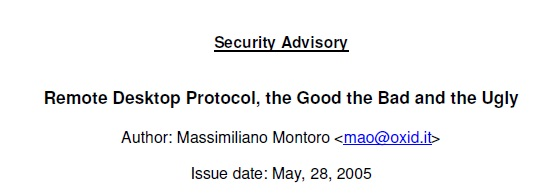 Security Advisory
Remote Desktop Protocol, the Good the Bad and the Ugly
Author: Massimiliano Montoro <mao@oxid.it>
Issue date: May, 28, 2005